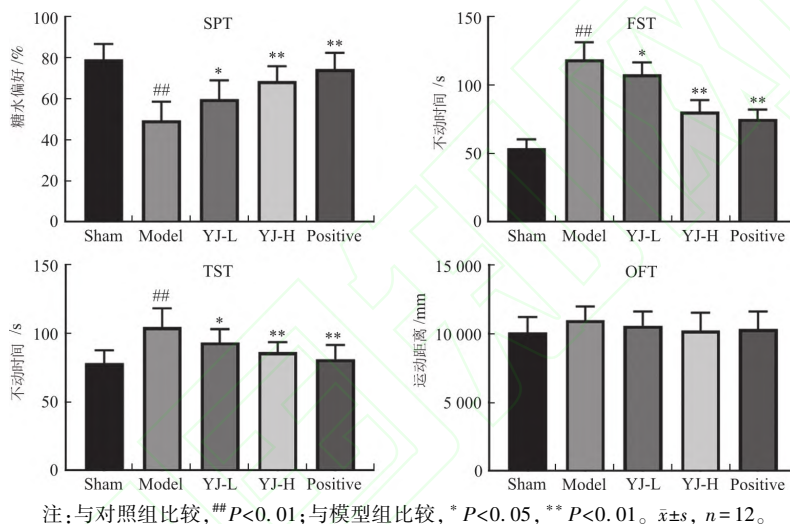 SPT
糖水偏好/%
100
80
60
40
20
0
## * ** **
Sham Model YJ-L YJ-H Positive
FST
不动时间/s
150
100
50
0
## * ** **
Sham Model YJ-L YJ-H Positive
TST
不动时间 /s
150
100
50
0
## * ** **
Sham Model YJ-L YJ-H Positive
OFT
运动距离/mm
15 000
10 000
5 000
0
Sham Model YJ-L YJ-H Positive
注:与对照组比较,##P<0.01;与模型组比较,*P<0.05,**P<0.01。x̄±s, n=12。